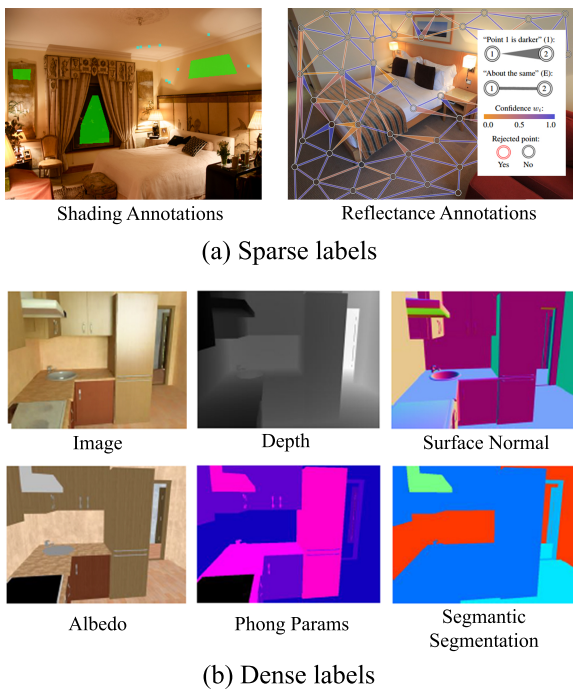 "Point 1 is darker" (1):
1 2
"About the same" (E):
1 2
Confidence wᵢ:
0.0 0.5 1.0
Rejected point:
Yes No
Shading Annotations
Reflectance Annotations
(a) Sparse labels
Image
Depth
Surface Normal
Albedo
Phong Params
Segmantic
Segmentation
(b) Dense labels